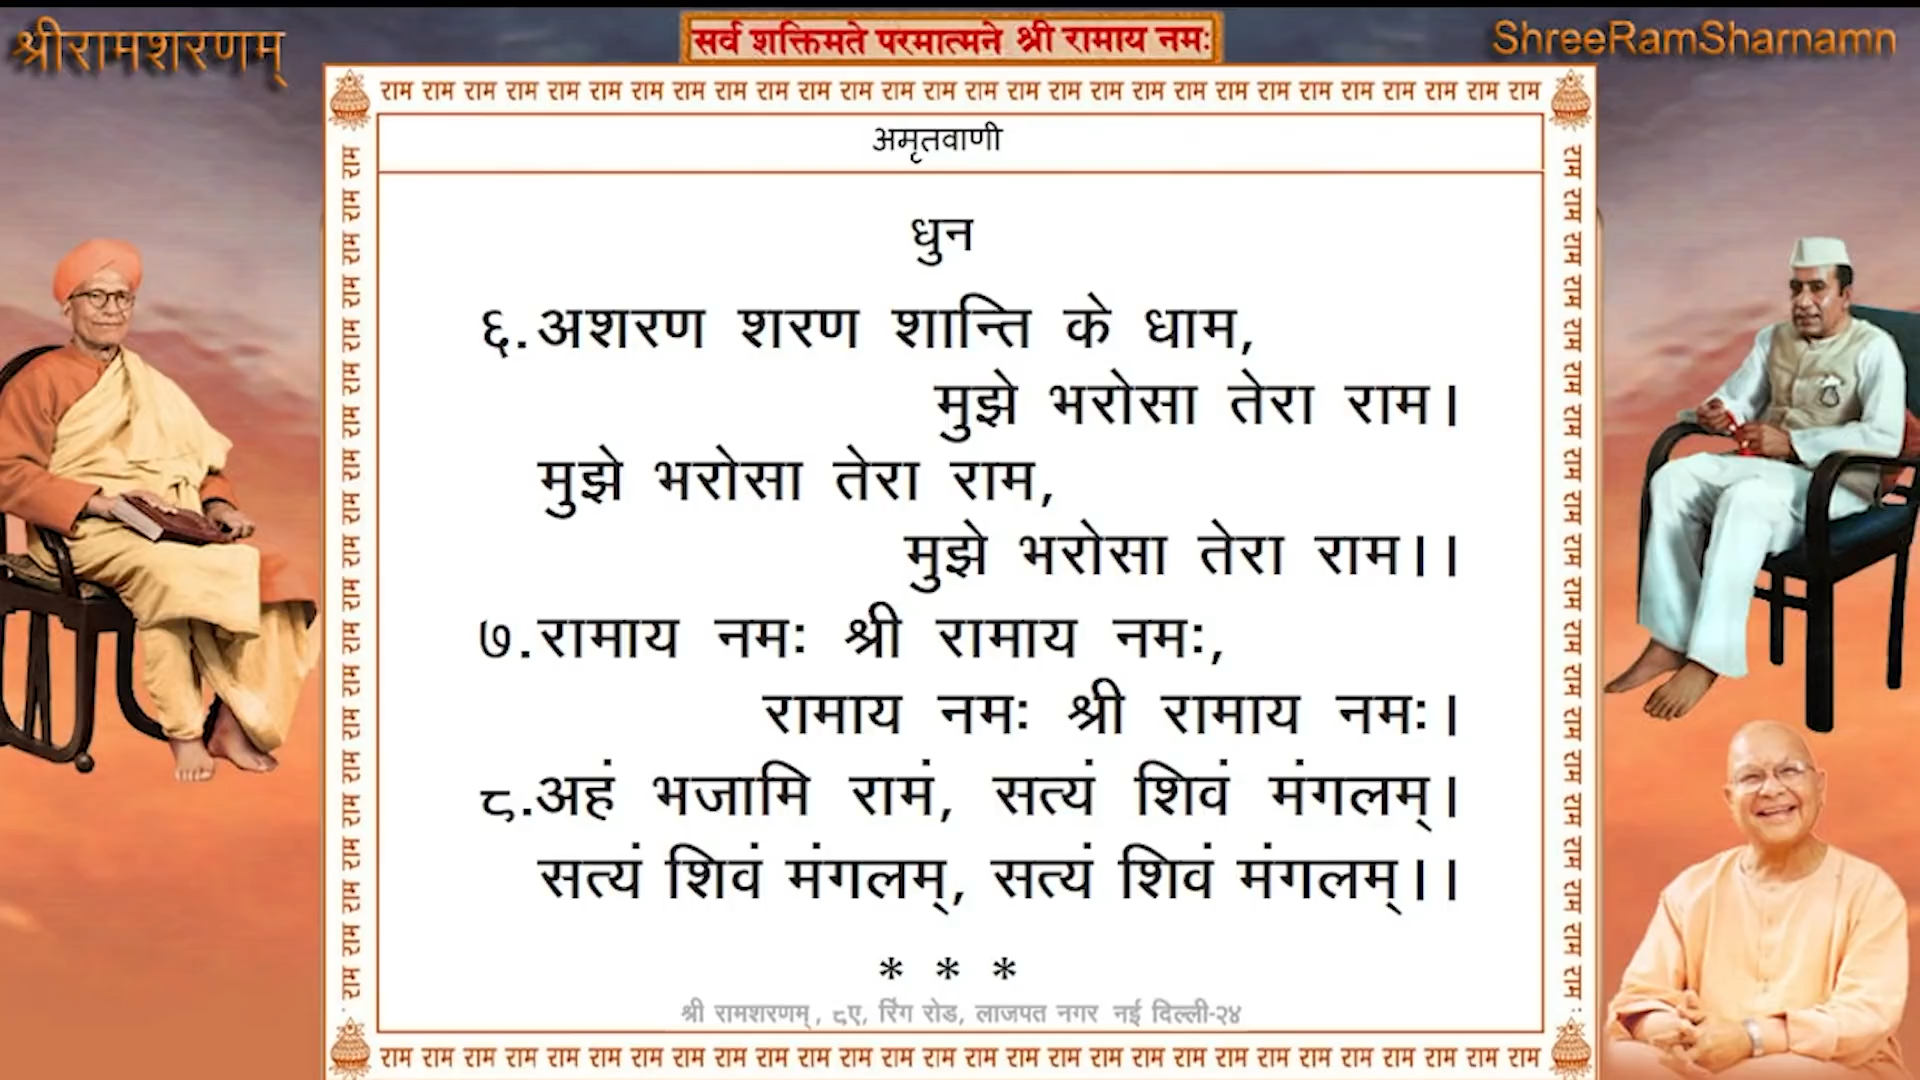 श्रीरामशरणम्
सर्व शक्तिमते परमात्मने श्री रामाय नमः
ShreeRamSharnamn
राम राम राम राम राम राम राम राम राम राम राम राम राम राम राम राम राम राम राम राम राम राम राम राम राम राम राम राम
अमृतवाणी
धुन
६.अशरण शरण शान्ति के धाम,
मुझे भरोसा तेरा राम।
मुझे भरोसा तेरा राम,
मुझे भरोसा तेरा राम।।
७.रामाय नमः श्री रामाय नमः,
रामाय नमः श्री रामाय नमः।
८.अहं भजामि रामं, सत्यं शिवं मंगलम्।
सत्यं शिवं मंगलम्, सत्यं शिवं मंगलम्।।
* * *
श्री रामशरणम्, ८ए, रिंग रोड, लाजपत नगर नई दिल्ली-२४
राम राम राम राम राम राम राम राम राम राम राम राम राम राम राम राम राम राम राम राम राम राम राम राम राम राम राम राम
राम राम राम राम राम राम राम राम राम राम राम राम राम राम राम राम राम राम राम राम
राम राम राम राम राम राम राम राम राम राम राम राम राम राम राम राम राम राम राम राम